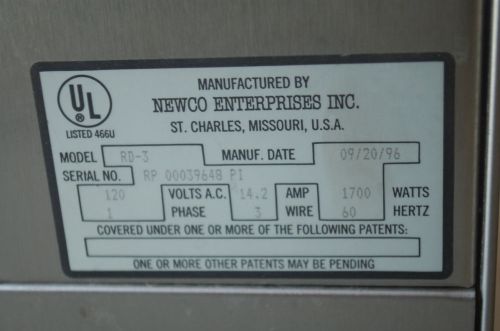 UL
MANUFACTURED BY
NEWCO ENTERPRISES INC.
LISTED 466U
ST. CHARLES, MISSOURI, U.S.A.
MODEL RD-3 MANUF. DATE 09/20/96
SERIAL NO. RP 00039648 PI
120 VOLTS A.C. 14.2 AMP 1700 WATTS
1 PHASE 3 WIRE 60 HERTZ
COVERED UNDER ONE OR MORE OF THE FOLLOWING PATENTS:
ONE OR MORE OTHER PATENTS MAY BE PENDING